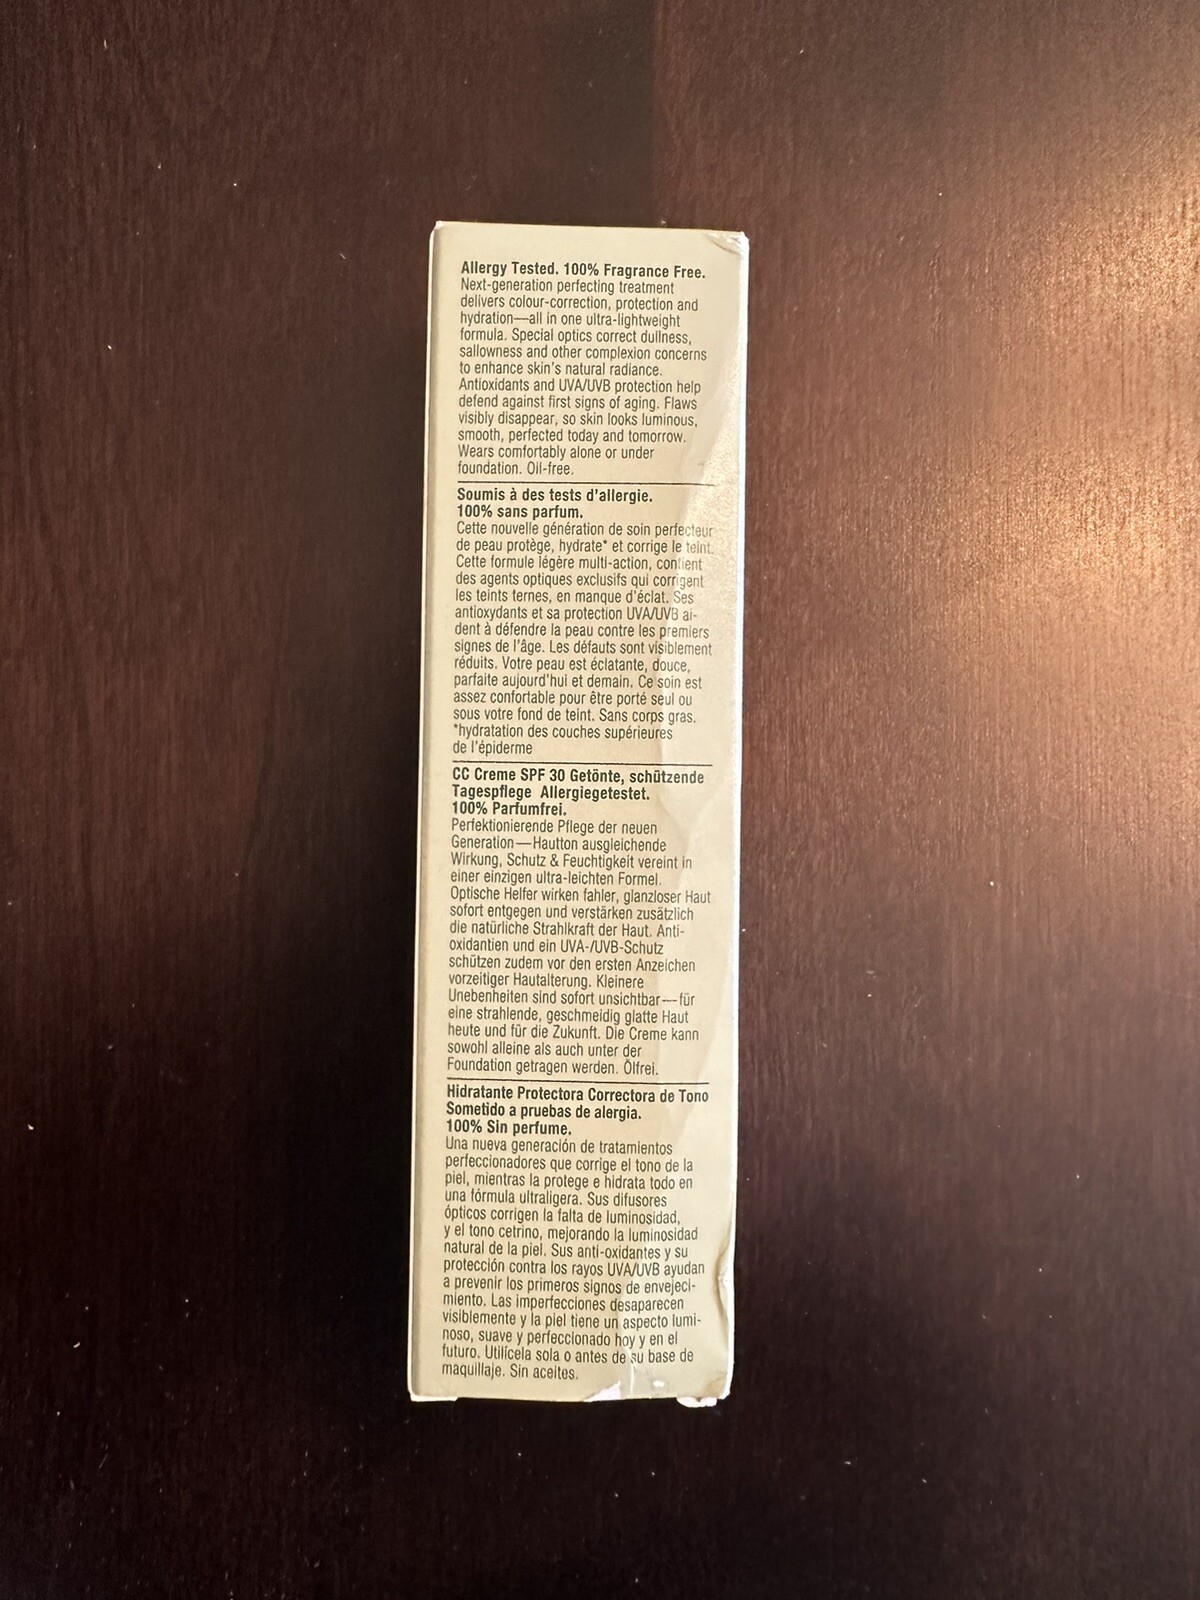 Allergy Tested. 100% Fragrance Free.
Next-generation perfecting treatment
delivers colour-correction, protection and
hydration—all in one ultra-lightweight
formula. Special optics correct dullness,
sallowness and other complexion concerns
to enhance skin's natural radiance.
Antioxidants and UVA/UVB protection help
defend against first signs of aging. Flaws
visibly disappear, so skin looks luminous,
smooth, perfected today and tomorrow.
Wears comfortably alone or under
foundation. Oil-free.
Soumis à des tests d'allergie.
100% sans parfum.
Cette nouvelle génération de soin perfecteur
de peau protège, hydrate* et corrige le teint.
Cette formule légère multi-action, contient
des agents optiques exclusifs qui corrigent
les teints ternes, en manque d'éclat. Ses
antioxydants et sa protection UVA/UVB ai-
dent à défendre la peau contre les premiers
signes de l'âge. Les défauts sont visiblement
réduits. Votre peau est éclatante, douce,
parfaite aujourd'hui et demain. Ce soin est
assez confortable pour être porté seul ou
sous votre fond de teint. Sans corps gras.
*hydratation des couches supérieures
de l'épiderme
CC Creme SPF 30 Getönte, schützende
Tagespflege Allergiegetestet.
100% Parfumfrei.
Perfektionierende Pflege der neuen
Generation—Hautton ausgleichende
Wirkung, Schutz & Feuchtigkeit vereint in
einer einzigen ultra-leichten Formel.
Optische Helfer wirken fahler, glanzloser Haut
sofort entgegen und verstärken zusätzlich
die natürliche Strahlkraft der Haut. Anti-
oxidantien und ein UVA-/UVB-Schutz
schützen zudem vor den ersten Anzeichen
vorzeitiger Hautalterung. Kleinere
Unebenheiten sind sofort unsichtbar—für
eine strahlende, geschmeidig glatte Haut
heute und für die Zukunft. Die Creme kann
sowohl alleine als auch unter der
Foundation getragen werden. Ölfrei.
Hidratante Protectora Correctora de Tono
Sometido a pruebas de alergia.
100% Sin perfume.
Una nueva generación de tratamientos
perfeccionadores que corrige el tono de la
piel, mientras la protege e hidrata todo en
una fórmula ultraligera. Sus difusores
ópticos corrigen la falta de luminosidad,
y el tono cetrino, mejorando la luminosidad
natural de la piel. Sus anti-oxidantes y su
protección contra los rayos UVA/UVB ayudan
a prevenir los primeros signos de envejeci-
miento. Las imperfecciones desaparecen
visiblemente y la piel tiene un aspecto lumi-
noso, suave y perfeccionado hoy y en el
futuro. Utilícela sola o antes de su base de
maquillaje. Sin aceites.